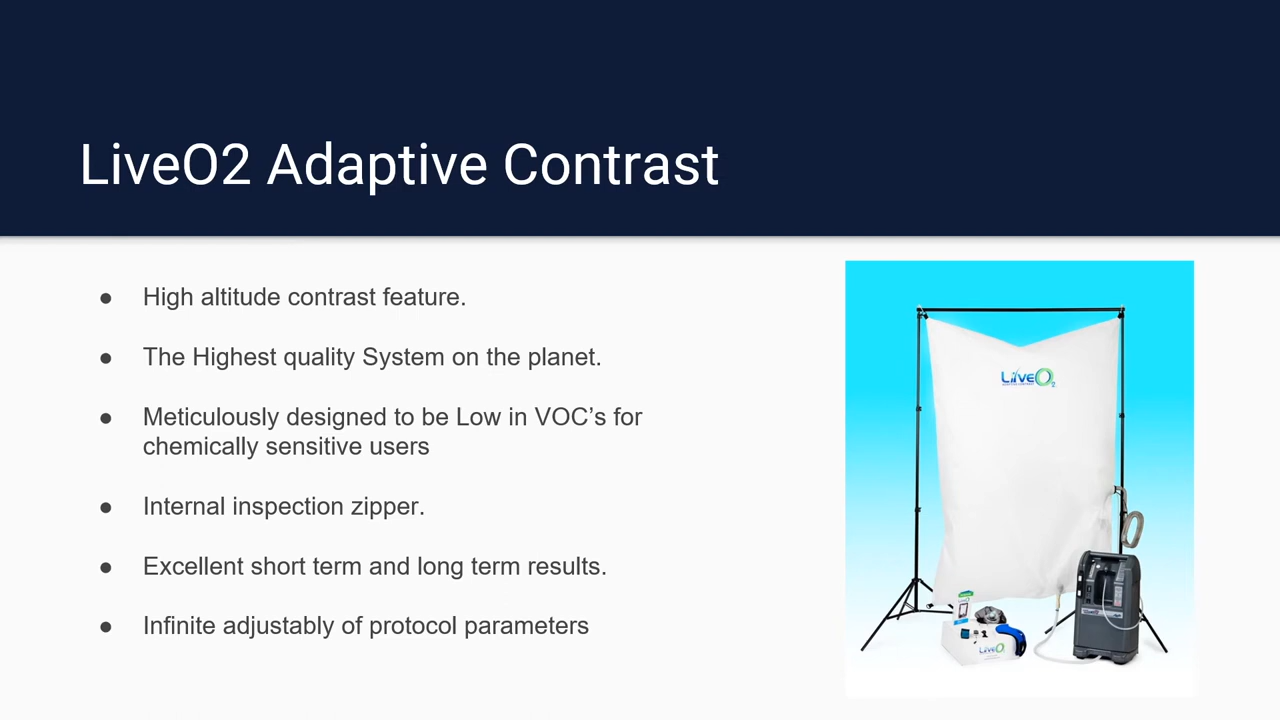 LiveO2 Adaptive Contrast
● High altitude contrast feature.
● The Highest quality System on the planet.
● Meticulously designed to be Low in VOC’s for
chemically sensitive users
● Internal inspection zipper.
● Excellent short term and long term results.
● Infinite adjustably of protocol parameters
LiveO2
LiveO2